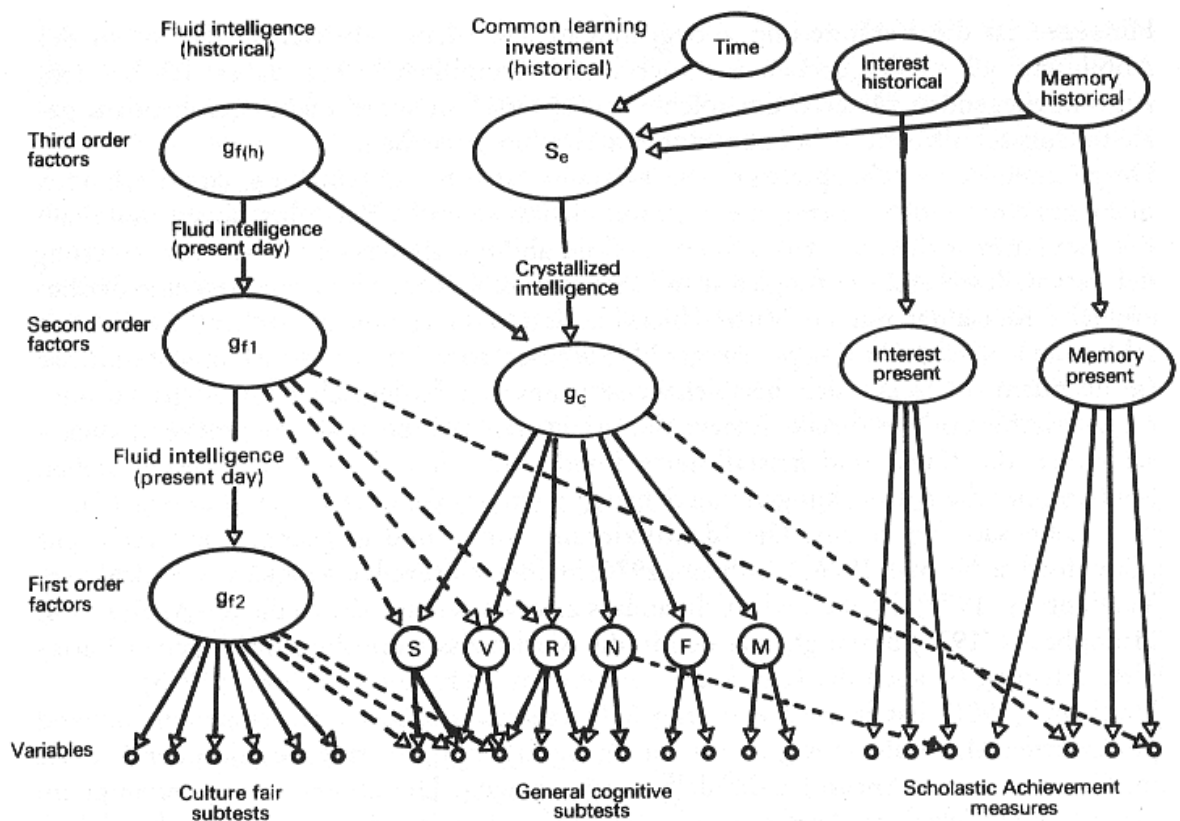 Fluid intelligence
(historical)
Common learning
investment
(historical)
Time
Interest
historical
Memory
historical
Third order
factors
gf(h)
Se
Fluid intelligence
(present day)
Crystallized
intelligence
Second order
factors
gf1
gc
Interest
present
Memory
present
Fluid intelligence
(present day)
First order
factors
gf2
S V R N F M
Variables
Culture fair
subtests
General cognitive
subtests
Scholastic Achievement
measures